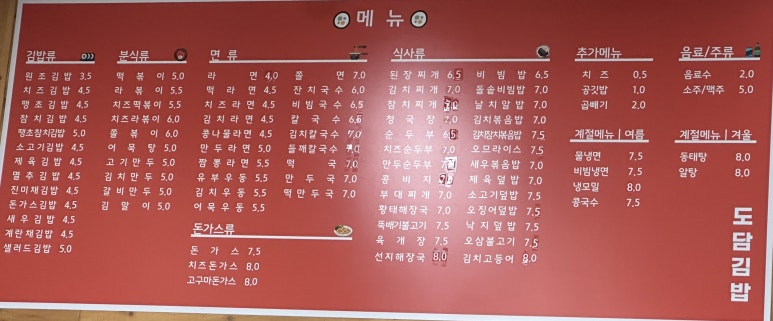 메뉴
김밥류
원조김밥 3,5
치즈김밥 4,5
땡초김밥 4,5
참치김밥 4,5
땡초참치김밥 5,0
소고기김밥 4,5
제육김밥 4,5
멸추김밥 4,5
진미채김밥 4,5
돈가스김밥 4,5
새우김밥 4,5
계란채김밥 4,5
샐러드김밥 5,0
분식류
떡볶이 5,0
라볶이 5,5
치즈떡볶이 5,5
치즈라볶이 6,0
쫄볶이 6,0
어묵탕 5,0
고기만두 5,0
김치만두 5,0
갈비만두 5,0
김말이 5,0
면류
라면 4,0
떡라면 4,5
치즈라면 4,5
만두라면 5,0
짬뽕라면 5,5
유부우동 5,5
김치우동 5,5
어묵우동 5,5
쫄면 7,0
잔치국수 6,0
비빔국수 6,5
칼국수 6,5
김치칼국수 7,0
들깨칼국수 7,0
떡국 7,0
만두국 7,0
떡만두국 7,0
돈가스류
돈가스 7,5
치즈돈가스 8,0
고구마돈가스 8,0
식사류
된장찌개 6,5
김치찌개 7,0
참치찌개
청국장 7,0
순두부 6,5
치즈순두부 7,0
만두순두부
콩비지
부대찌개 7,0
황태해장국 7,0
뚝배기불고기 7,5
육개장 7,5
선지해장국 8,0
비빔밥 6,5
돌솥비빔밥 7,0
날치알밥 7,0
김치볶음밥 7,0
김치참치볶음밥 7,5
오므라이스 7,5
새우볶음밥 7,0
제육덮밥 7,0
소고기덮밥 7,5
오징어덮밥 7,5
낙지덮밥 7,5
오삼불고기 7,5
김치고등어 8,0
추가메뉴
치즈 0,5
공깃밥 1,0
곱빼기 2,0
음료/주류
음료수 2,0
소주/맥주 5,0
계절메뉴 | 여름
물냉면 7,5
비빔냉면 7,5
냉모밀 8,0
콩국수 7,5
계절메뉴 | 겨울
동태탕 8,0
알탕 8,0
도담김밥